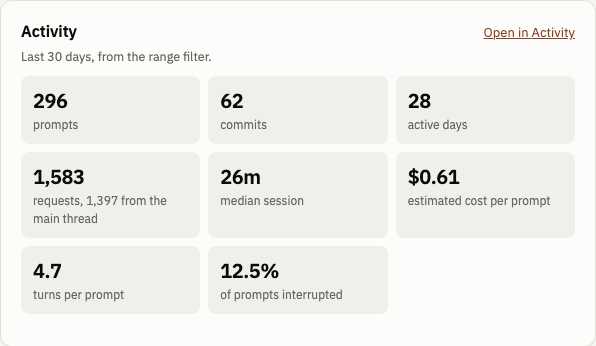 Activity
Open in Activity
Last 30 days, from the range filter.
296
prompts
62
commits
28
active days
1,583
requests, 1,397 from the
main thread
26m
median session
$0.61
estimated cost per prompt
4.7
turns per prompt
12.5%
of prompts interrupted